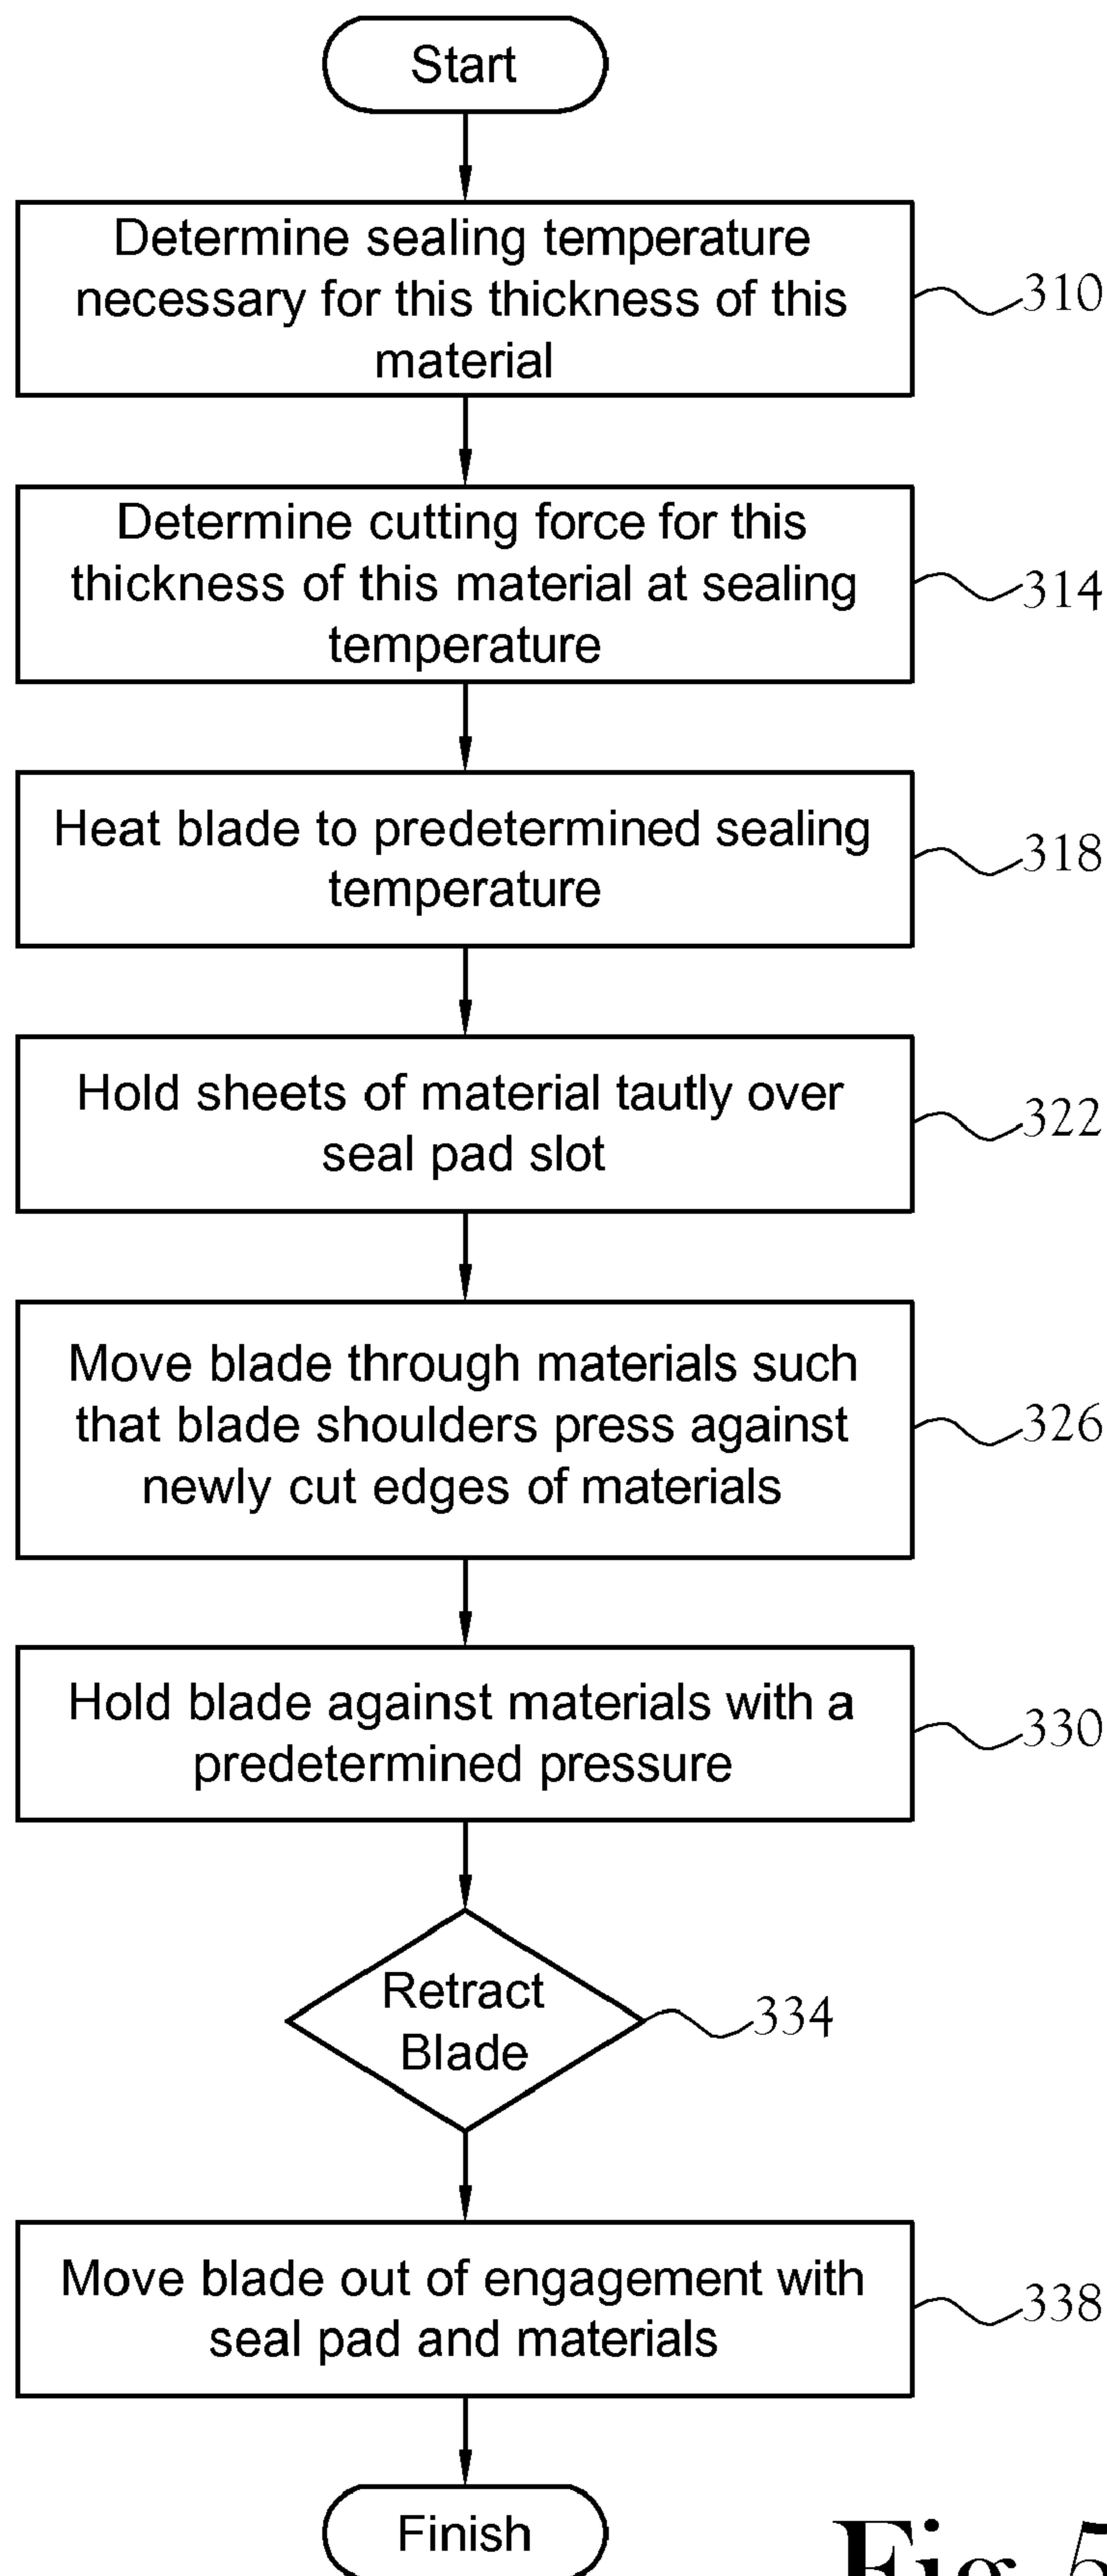 Start
Determine sealing temperature
necessary for this thickness of this
material
310
Determine cutting force for this
thickness of this material at sealing
temperature
314
Heat blade to predetermined sealing
temperature
318
Hold sheets of material tautly over
seal pad slot
322
Move blade through materials such
that blade shoulders press against
newly cut edges of materials
326
Hold blade against materials with a
predetermined pressure
330
Retract
Blade
334
Move blade out of engagement with
seal pad and materials
338
Finish
Fig.5